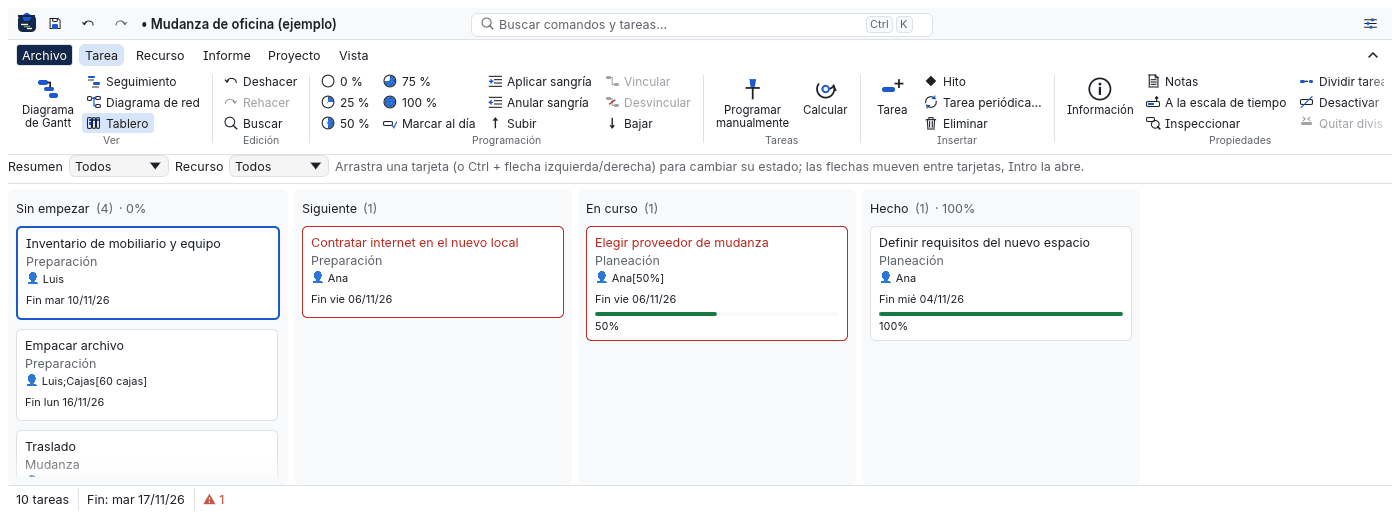 • Mudanza de oficina (ejemplo)
Buscar comandos y tareas...
Ctrl K
Archivo Tarea Recurso Informe Proyecto Vista
Diagrama de Gantt
Seguimiento
Diagrama de red
Tablero
Ver
Deshacer
Rehacer
Buscar
Edición
0 %
25 %
50 %
75 %
100 %
Marcar al día
Aplicar sangría
Anular sangría
Subir
Vincular
Desvincular
Bajar
Programación
Programar manualmente
Calcular
Tareas
Tarea
Hito
Tarea periódica...
Eliminar
Insertar
Información
Notas
A la escala de tiempo
Inspeccionar
Dividir tarea
Desactivar
Quitar divis
Propiedades
Resumen Todos Recurso Todos Arrastra una tarjeta (o Ctrl + flecha izquierda/derecha) para cambiar su estado; las flechas mueven entre tarjetas, Intro la abre.
Sin empezar (4) · 0%
Inventario de mobiliario y equipo
Preparación
Luis
Fin mar 10/11/26
Empacar archivo
Preparación
Luis;Cajas[60 cajas]
Fin lun 16/11/26
Traslado
Mudanza
Siguiente (1)
Contratar internet en el nuevo local
Preparación
Ana
Fin vie 06/11/26
En curso (1)
Elegir proveedor de mudanza
Planeación
Ana[50%]
Fin vie 06/11/26
50%
Hecho (1) · 100%
Definir requisitos del nuevo espacio
Planeación
Ana
Fin mié 04/11/26
100%
10 tareas Fin: mar 17/11/26 1